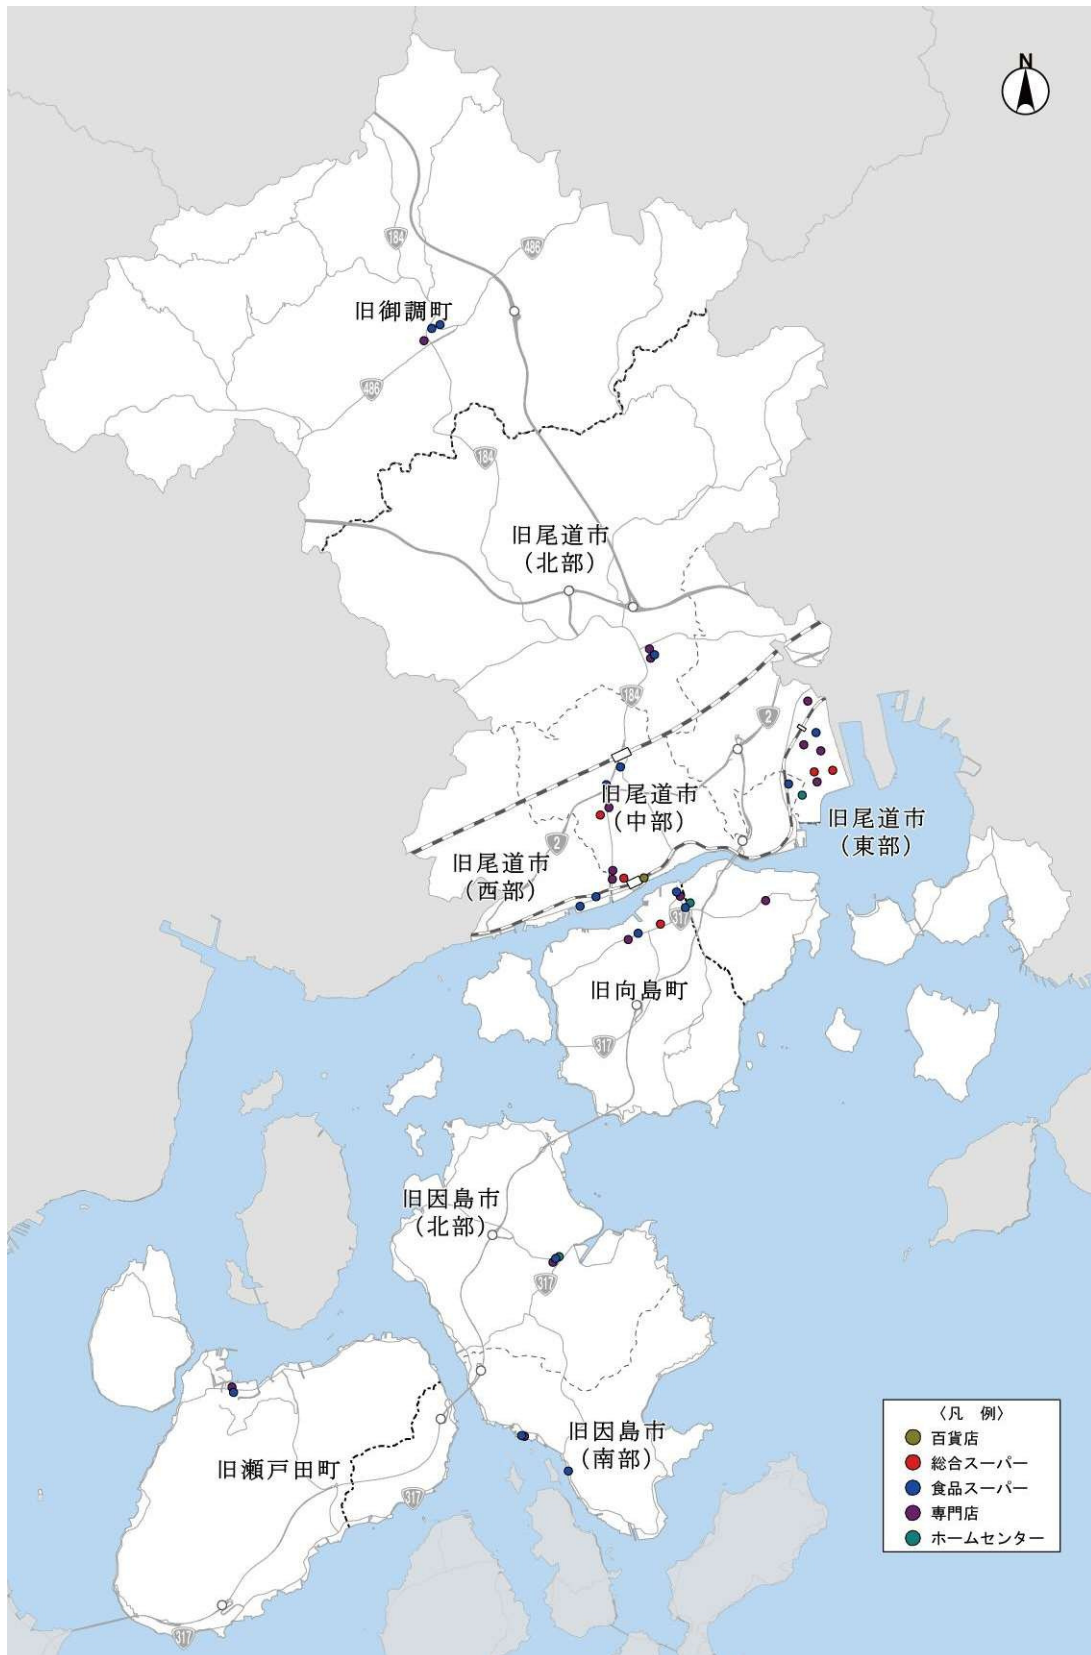 N
184
486
旧御調町
486
184
旧尾道市
（北部）
184
2
旧尾道市
（中部）
旧尾道市
（東部）
2
旧尾道市
（西部）
317
旧向島町
317
旧因島市
（北部）
317
旧因島市
（南部）
旧瀬戸田町
317
317
〈凡 例〉
百貨店
総合スーパー
食品スーパー
専門店
ホームセンター